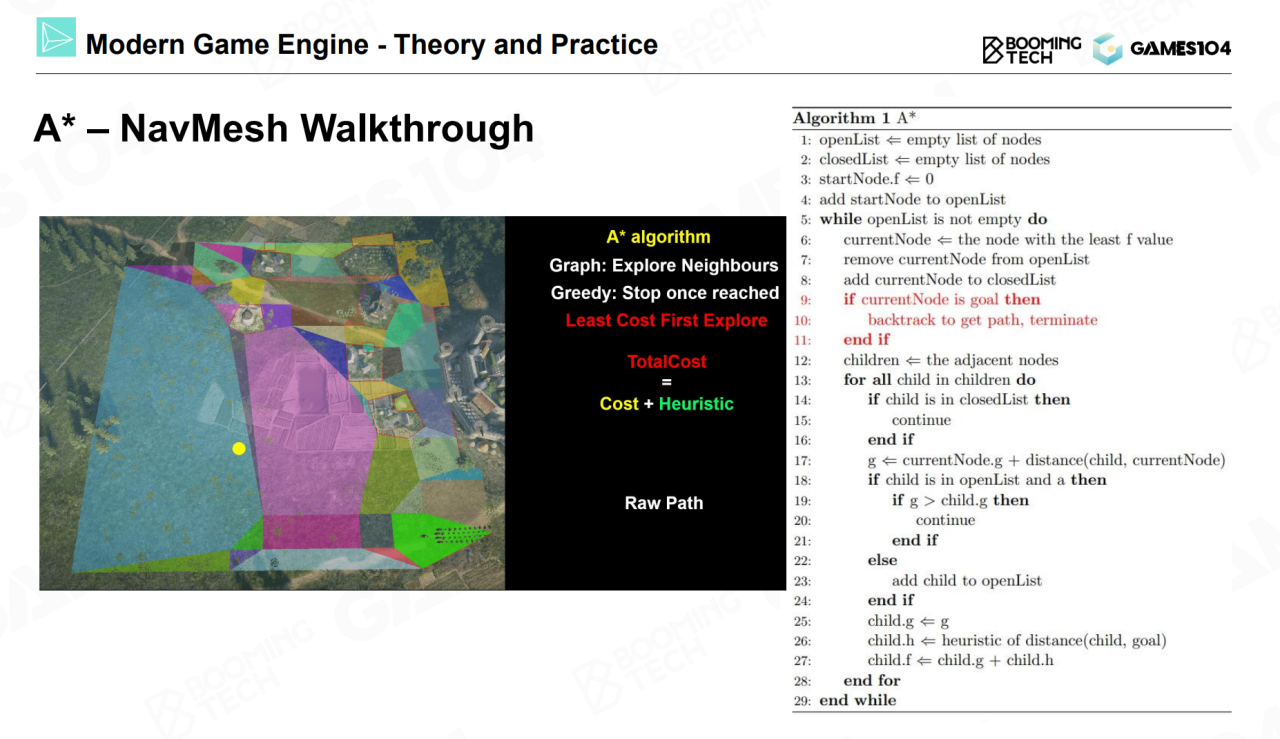 Modern Game Engine - Theory and Practice
BOOMING
TECH
GAMES104
A* – NavMesh Walkthrough
A* algorithm
Graph: Explore Neighbours
Greedy: Stop once reached
Least Cost First Explore
TotalCost
=
Cost + Heuristic
Raw Path
Algorithm 1 A*
1: openList ⇐ empty list of nodes
2: closedList ⇐ empty list of nodes
3: startNode.f ⇐ 0
4: add startNode to openList
5: while openList is not empty do
6: currentNode ⇐ the node with the least f value
7: remove currentNode from openList
8: add currentNode to closedList
9: if currentNode is goal then
10: backtrack to get path, terminate
11: end if
12: children ⇐ the adjacent nodes
13: for all child in children do
14: if child is in closedList then
15: continue
16: end if
17: g ⇐ currentNode.g + distance(child, currentNode)
18: if child is in openList and a then
19: if g > child.g then
20: continue
21: end if
22: else
23: add child to openList
24: end if
25: child.g ⇐ g
26: child.h ⇐ heuristic of distance(child, goal)
27: child.f ⇐ child.g + child.h
28: end for
29: end while